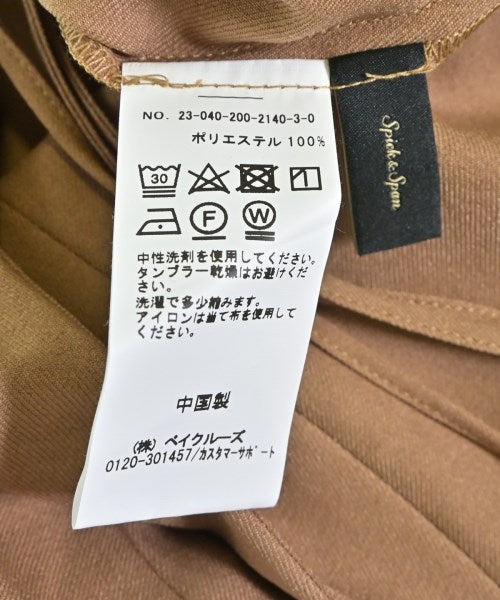 NO. 23-040-200-2140-3-0
ポリエステル 100%
30
F
W
中性洗剤を使用してください。
タンブラー乾燥はお避けくださ
い。
洗濯で多少縮みます。
アイロンは当て布を使用して
ください。
中国製
(株) ベイクルーズ
0120-301457/カスタマーサポート
Spick&Span